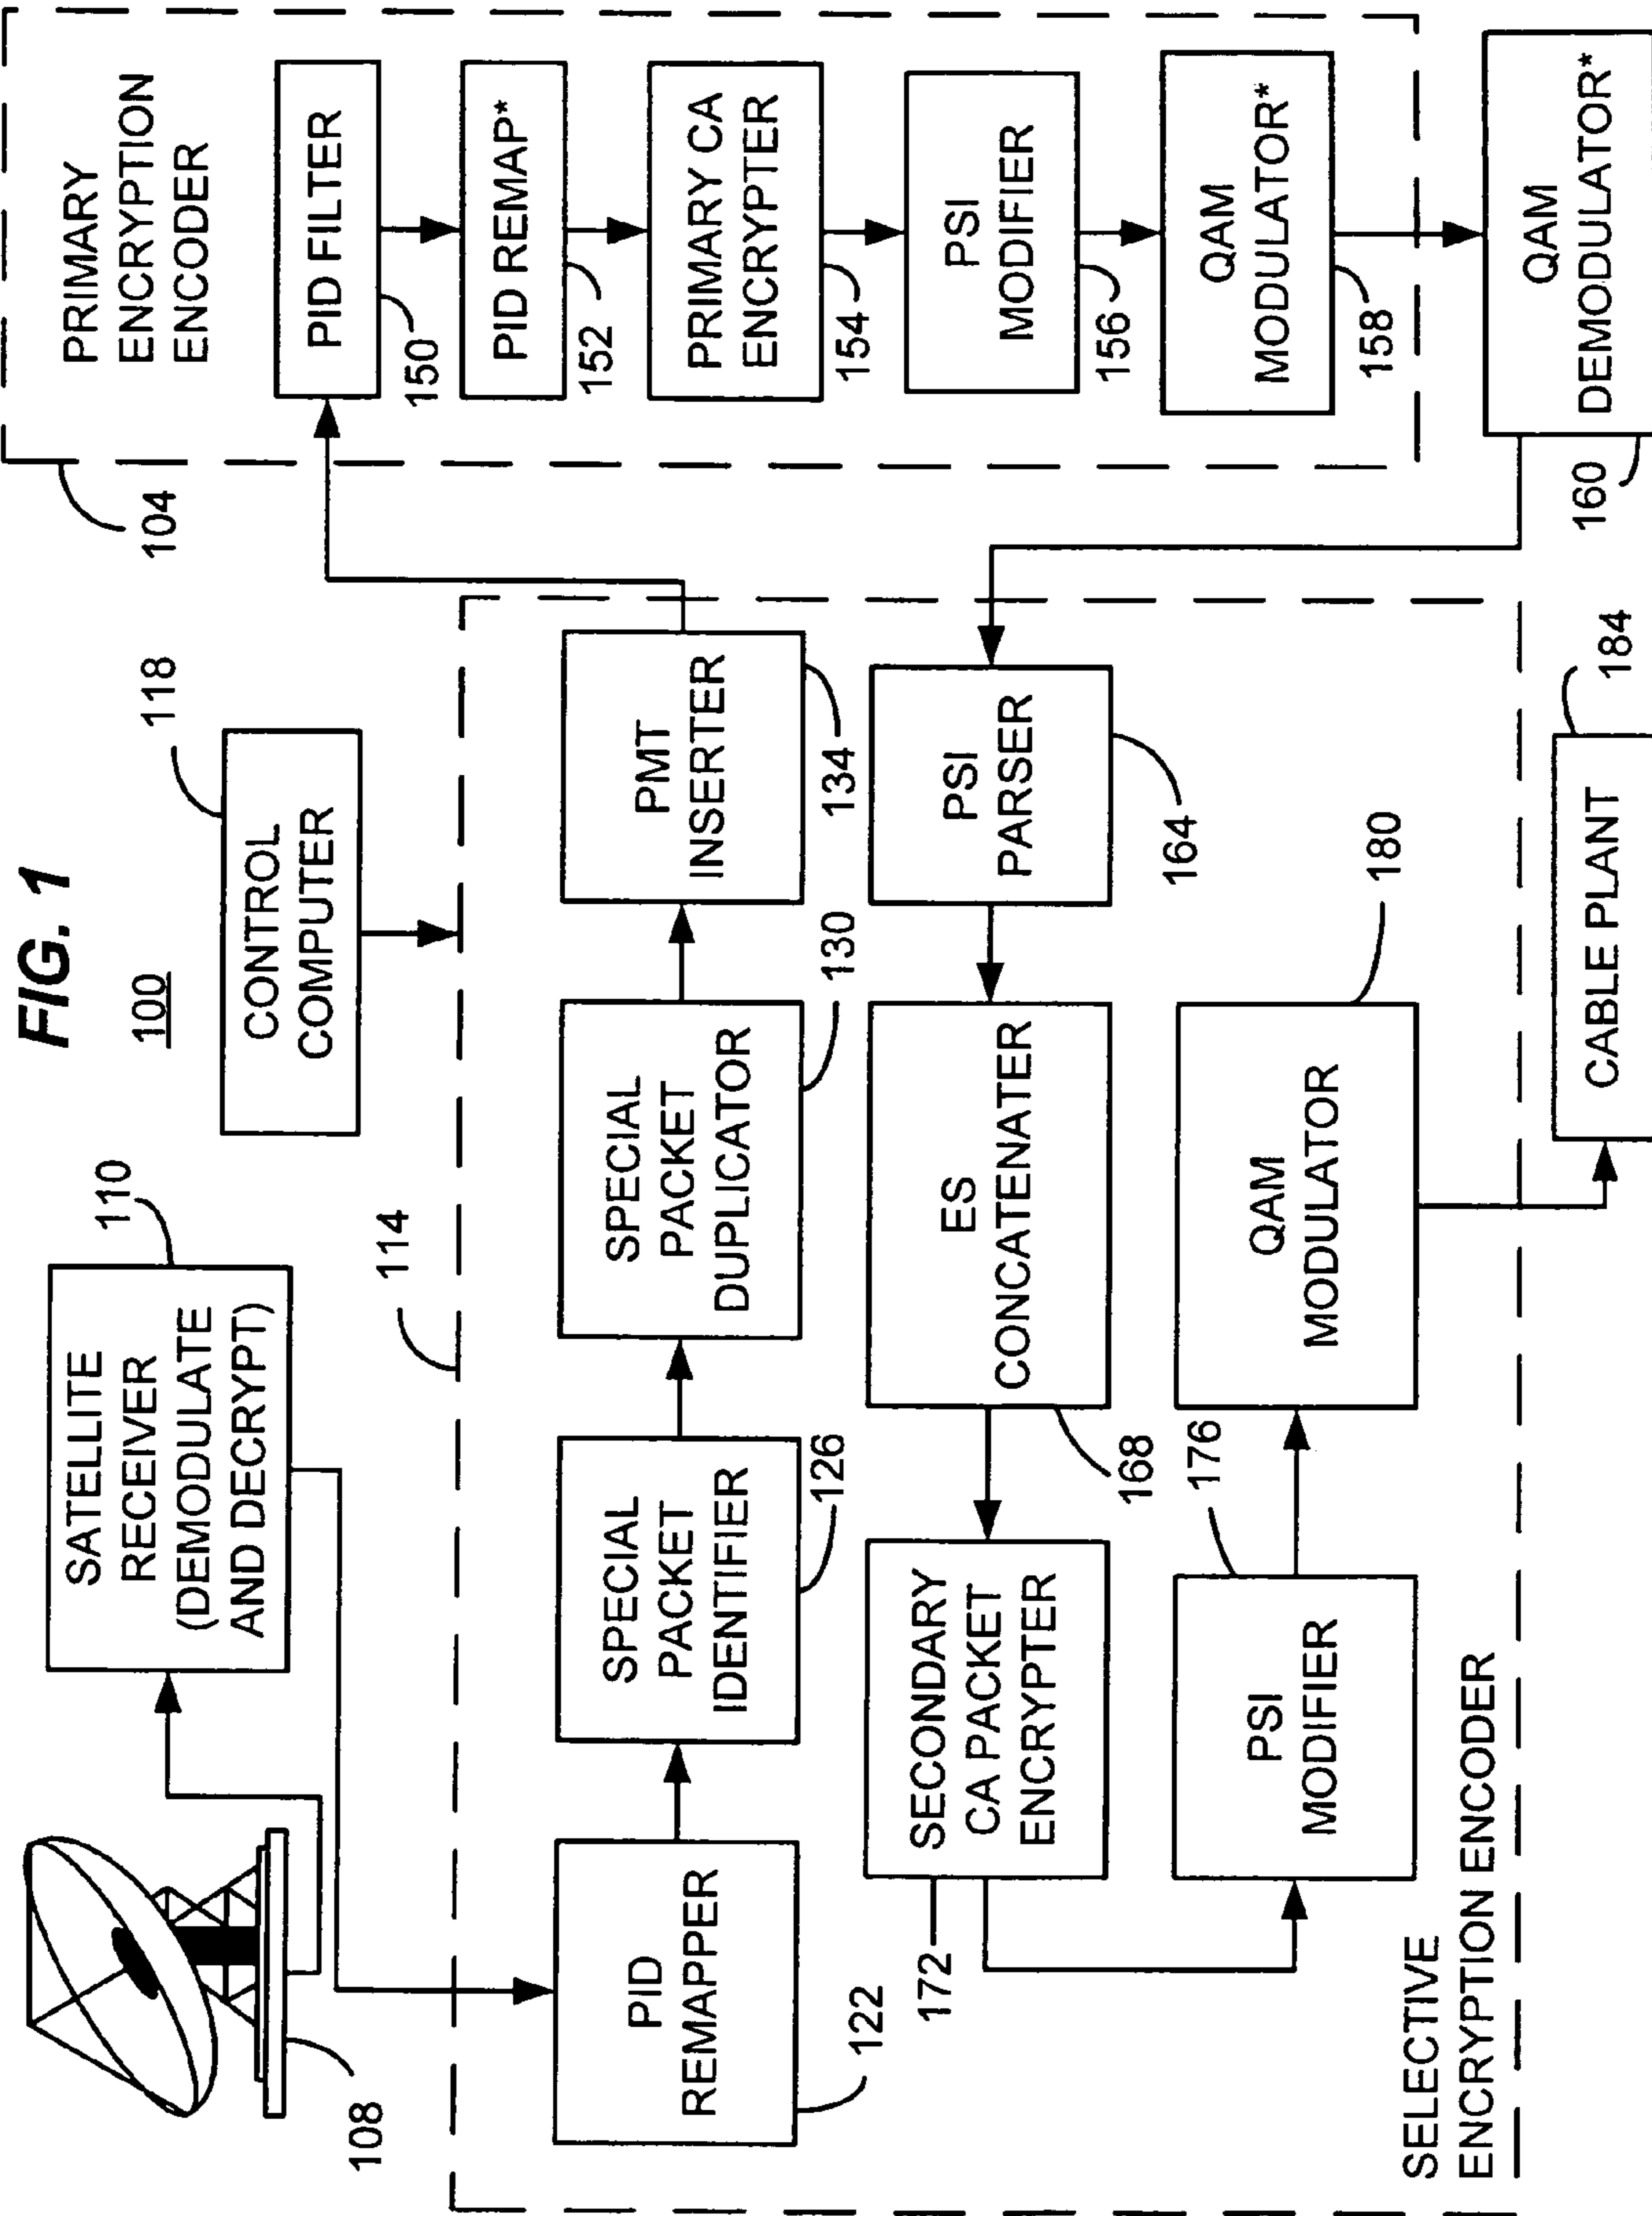 FIG. 1
100
108
SATELLITE
RECEIVER
(DEMODULATE
AND DECRYPT)
110
CONTROL
COMPUTER
118
104
PRIMARY
ENCRYPTION
ENCODER
PID FILTER
150
PID REMAP*
152
PRIMARY CA
ENCRYPTER
154
PSI
MODIFIER
156
QAM
MODULATOR*
158
QAM
DEMODULATOR*
160
114
PID
REMAPPER
122
SPECIAL
PACKET
IDENTIFIER
126
SPECIAL
PACKET
DUPLICATOR
130
PMT
INSERTER
134
PSI
PARSER
164
ES
CONCATENATER
168
SECONDARY
CA PACKET
ENCRYPTER
172
PSI
MODIFIER
176
QAM
MODULATOR
180
SELECTIVE
ENCRYPTION ENCODER
CABLE PLANT
184